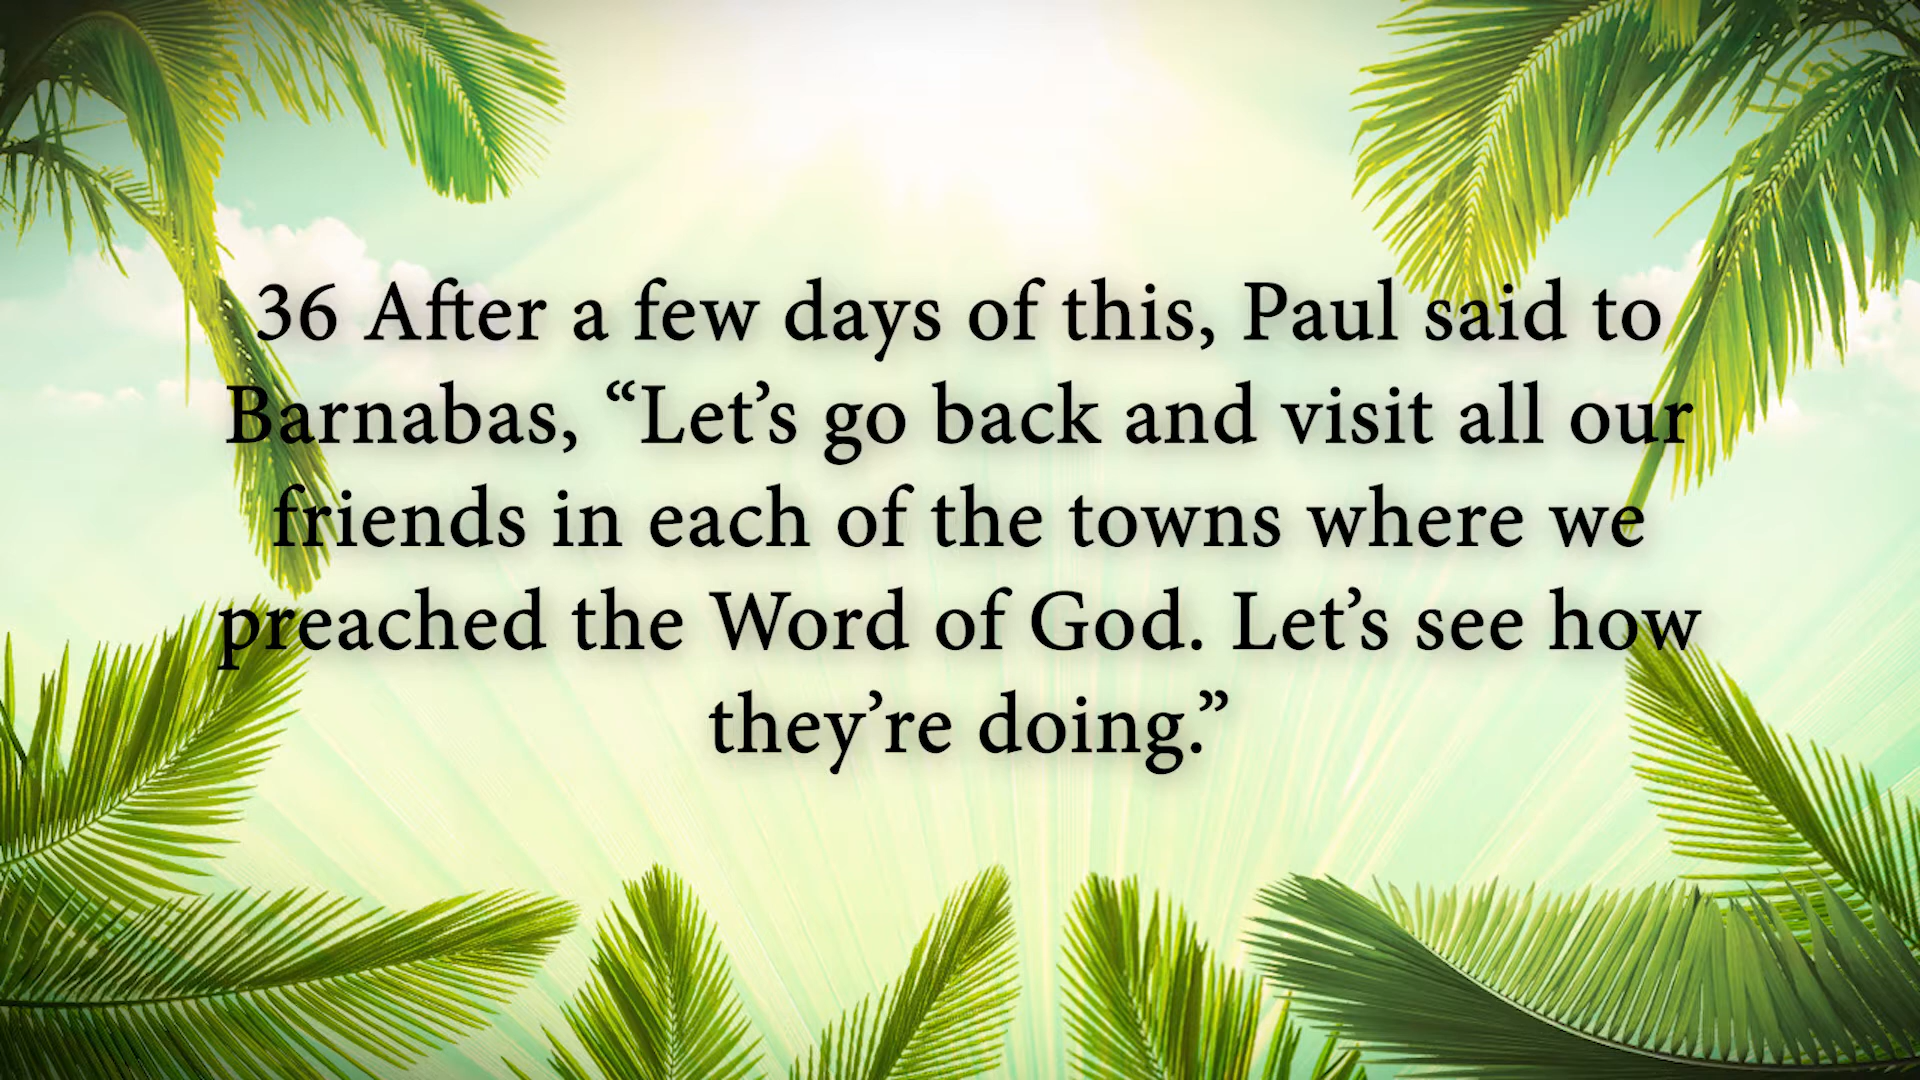 36 After a few days of this, Paul said to
Barnabas, “Let’s go back and visit all our
friends in each of the towns where we
preached the Word of God. Let’s see how
they’re doing.”